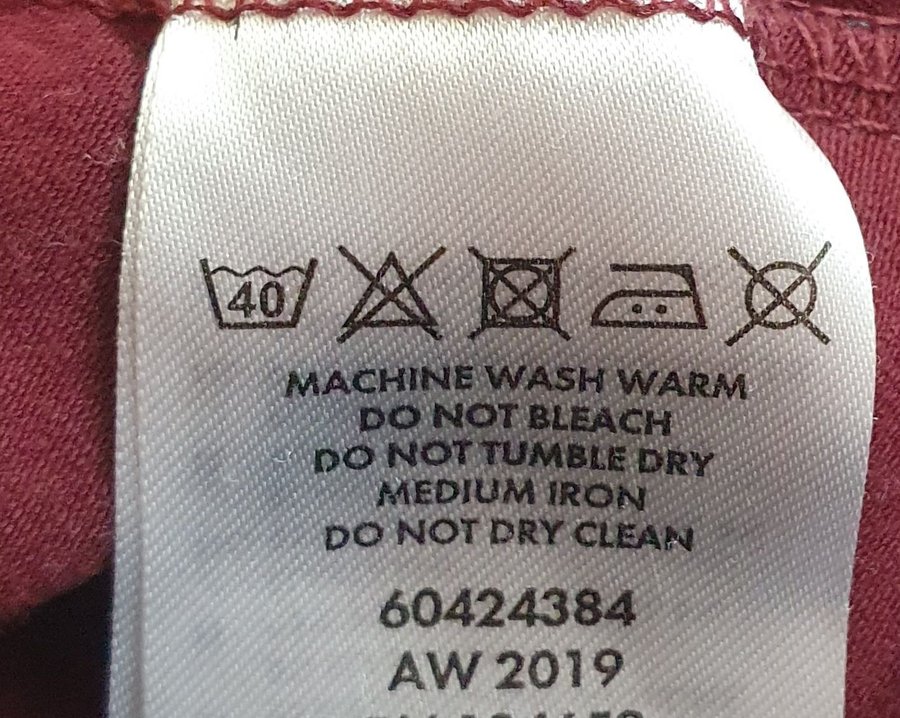 40
MACHINE WASH WARM
DO NOT BLEACH
DO NOT TUMBLE DRY
MEDIUM IRON
DO NOT DRY CLEAN
60424384
AW 2019